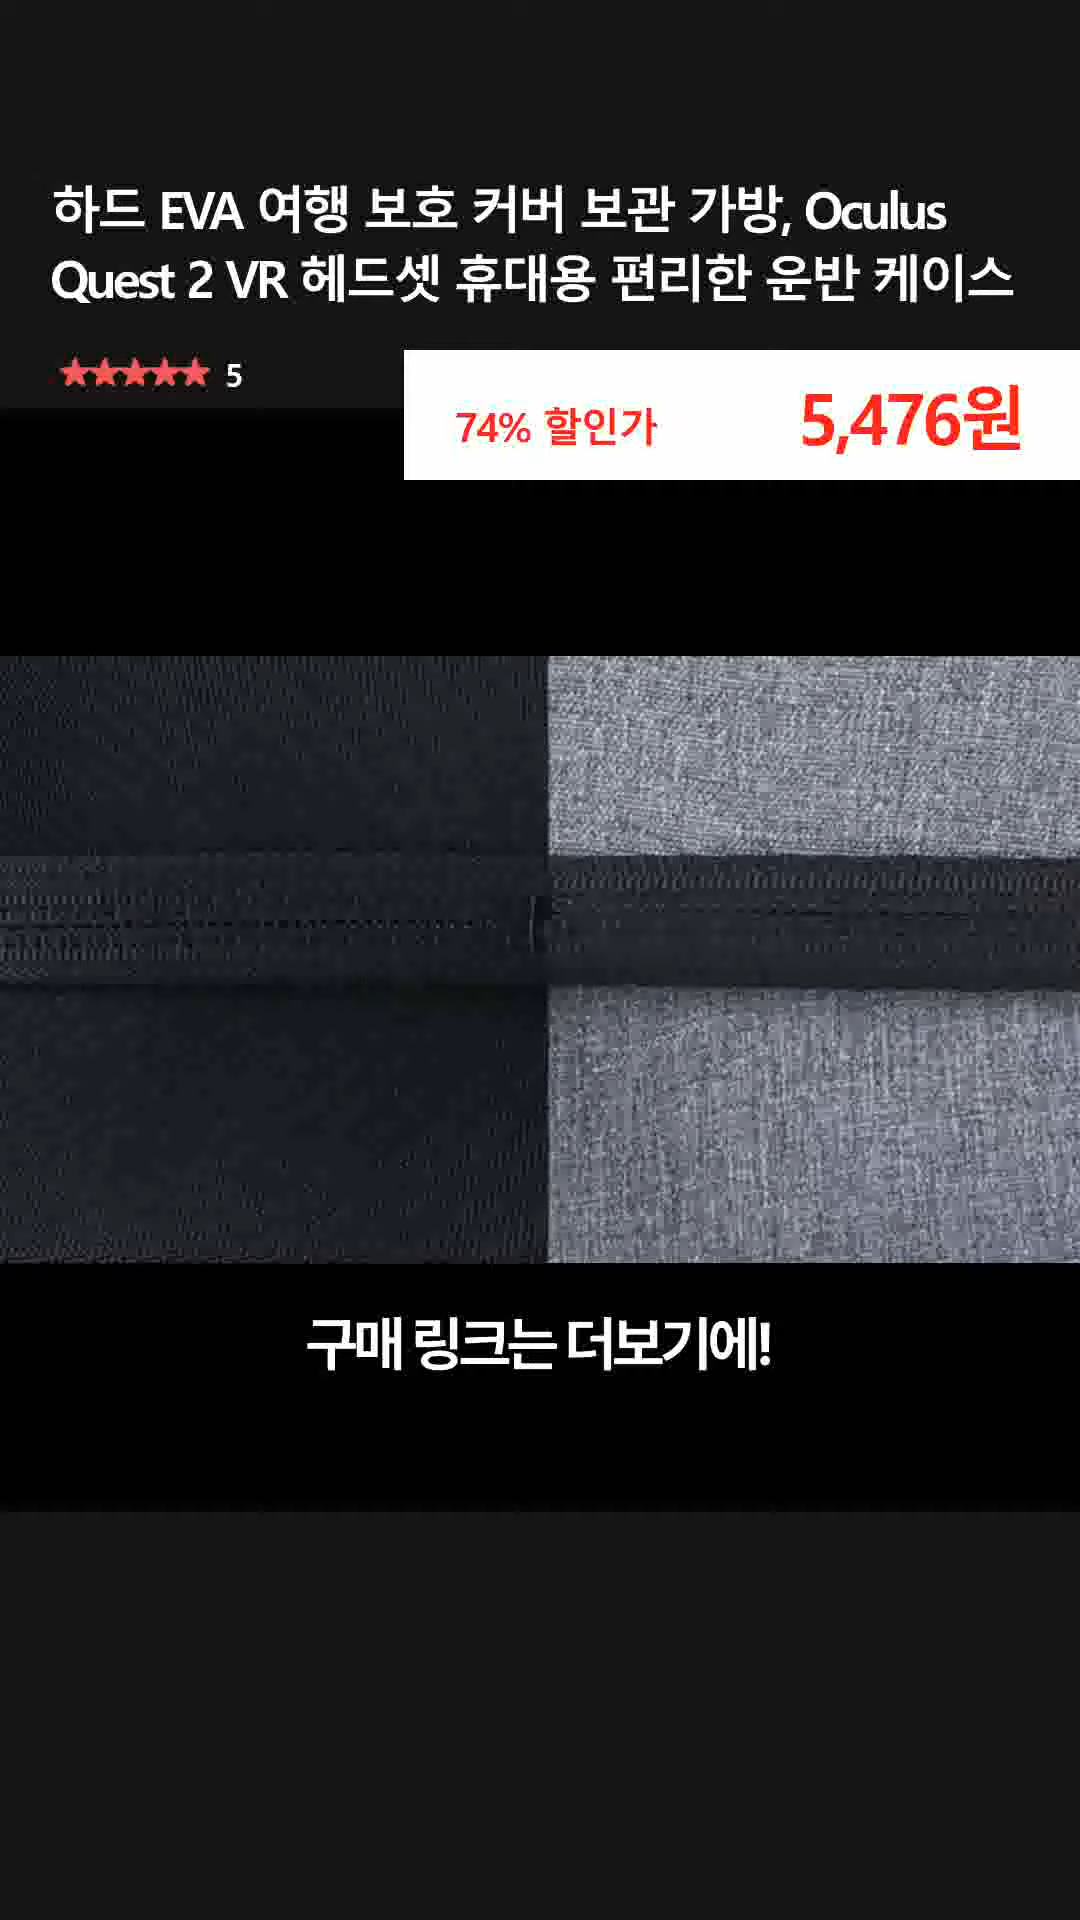 하드 EVA 여행 보호 커버 보관 가방, Oculus
Quest 2 VR 헤드셋 휴대용 편리한 운반 케이스
5
74% 할인가 5,476원
구매 링크는 더보기에!